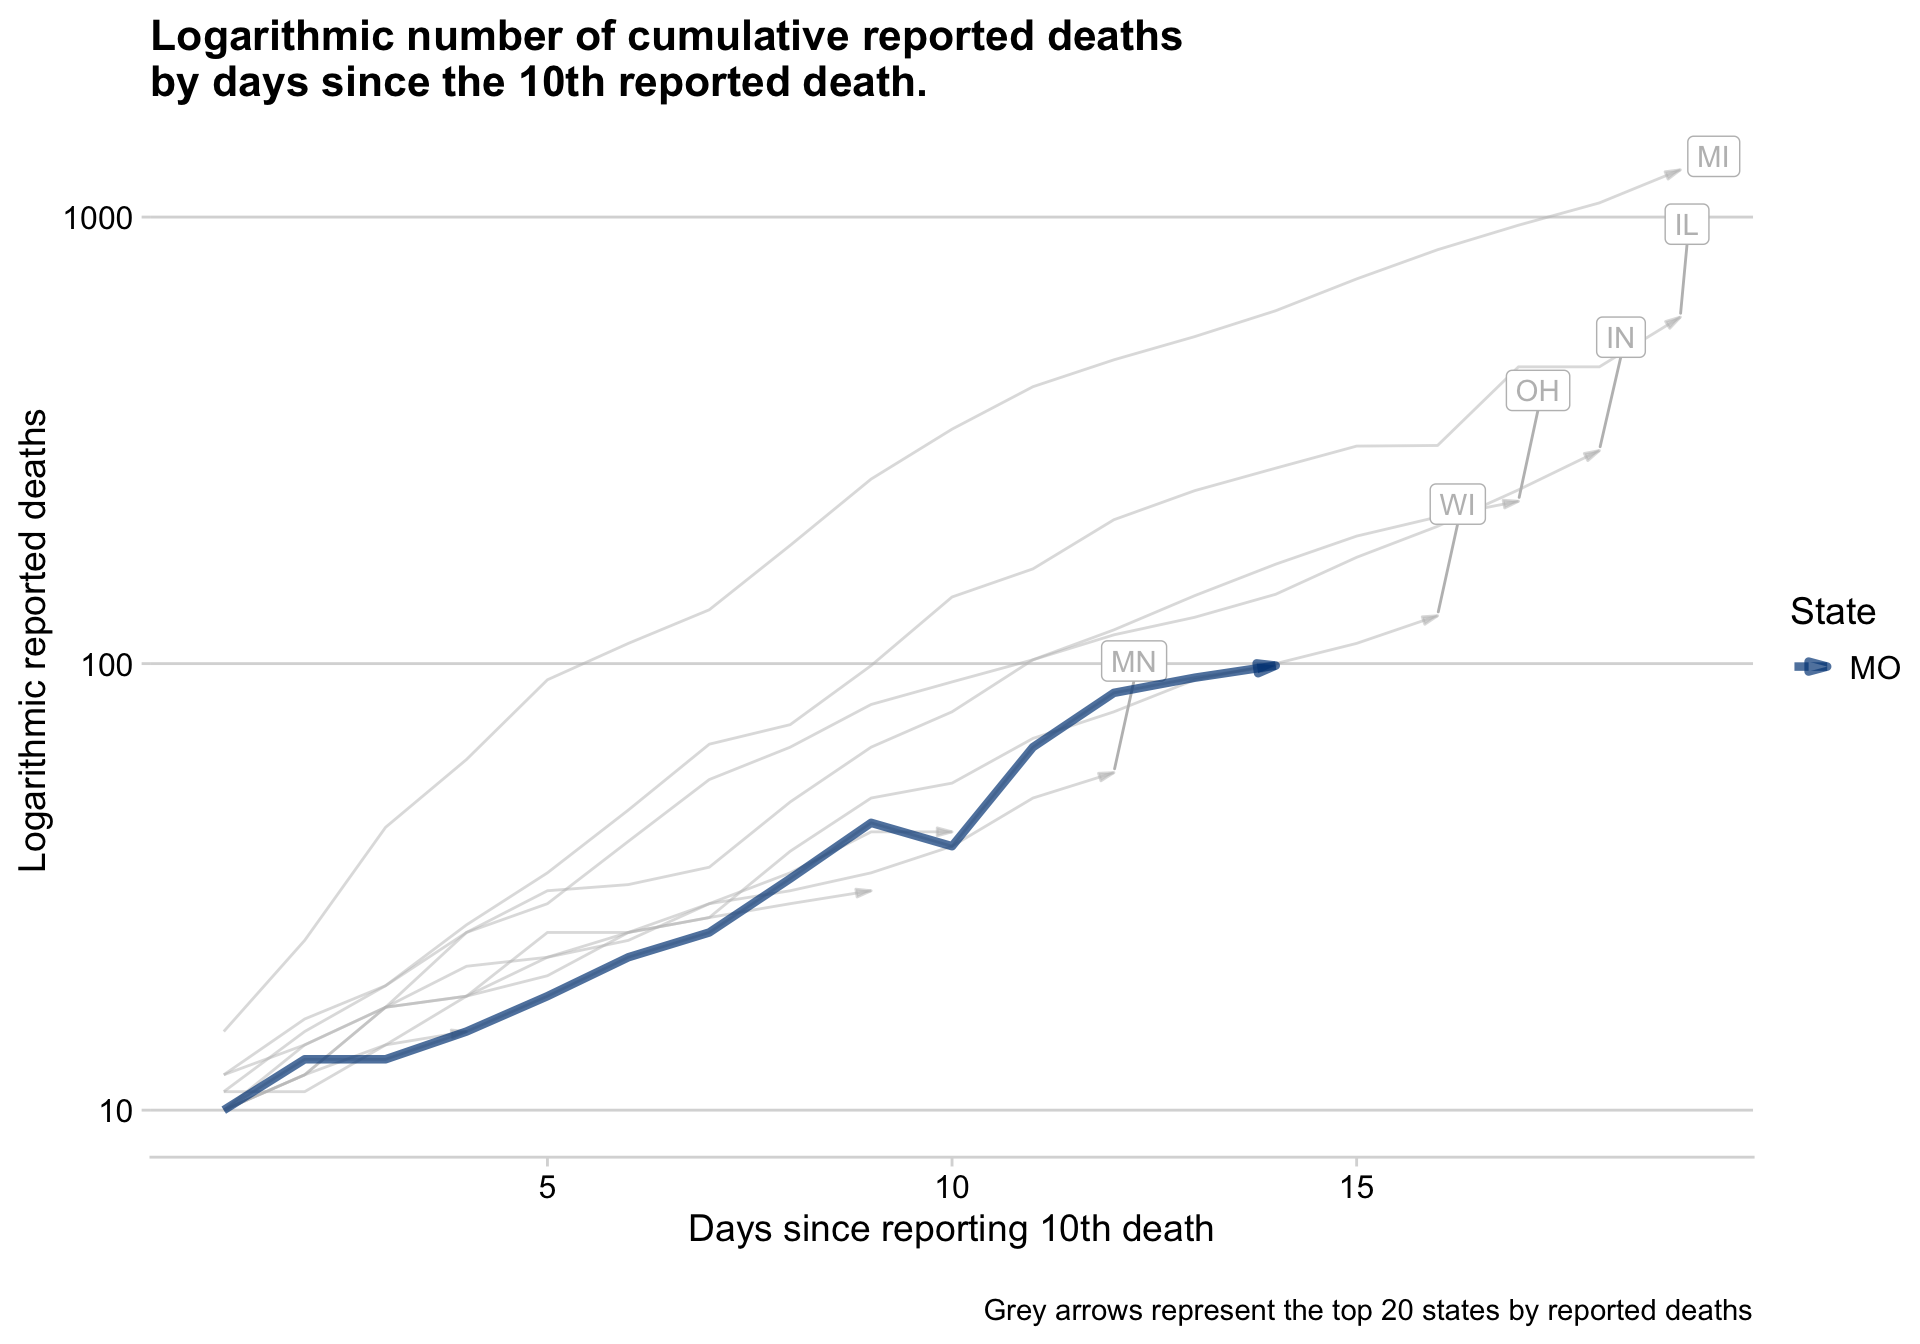 Logarithmic number of cumulative reported deaths
by days since the 10th reported death.
MI
1000
IL
IN
OH
WI
State
MO
MN
100
10
Logarithmic reported deaths
5 10 15
Days since reporting 10th death
Grey arrows represent the top 20 states by reported deaths